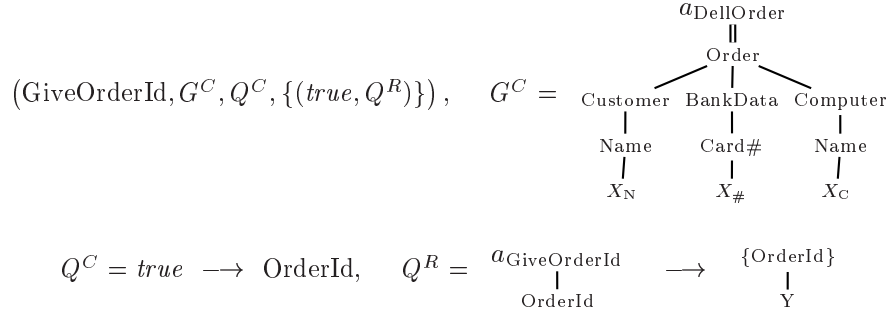 a_DellOrder
Order
(GiveOrderId, G^C, Q^C, {(true, Q^R)}), G^C =
Customer BankData Computer
Name Card# Name
X_N X_# X_C
Q^C = true ⟶ OrderId, Q^R = a_GiveOrderId ⟶ {OrderId}
OrderId Y